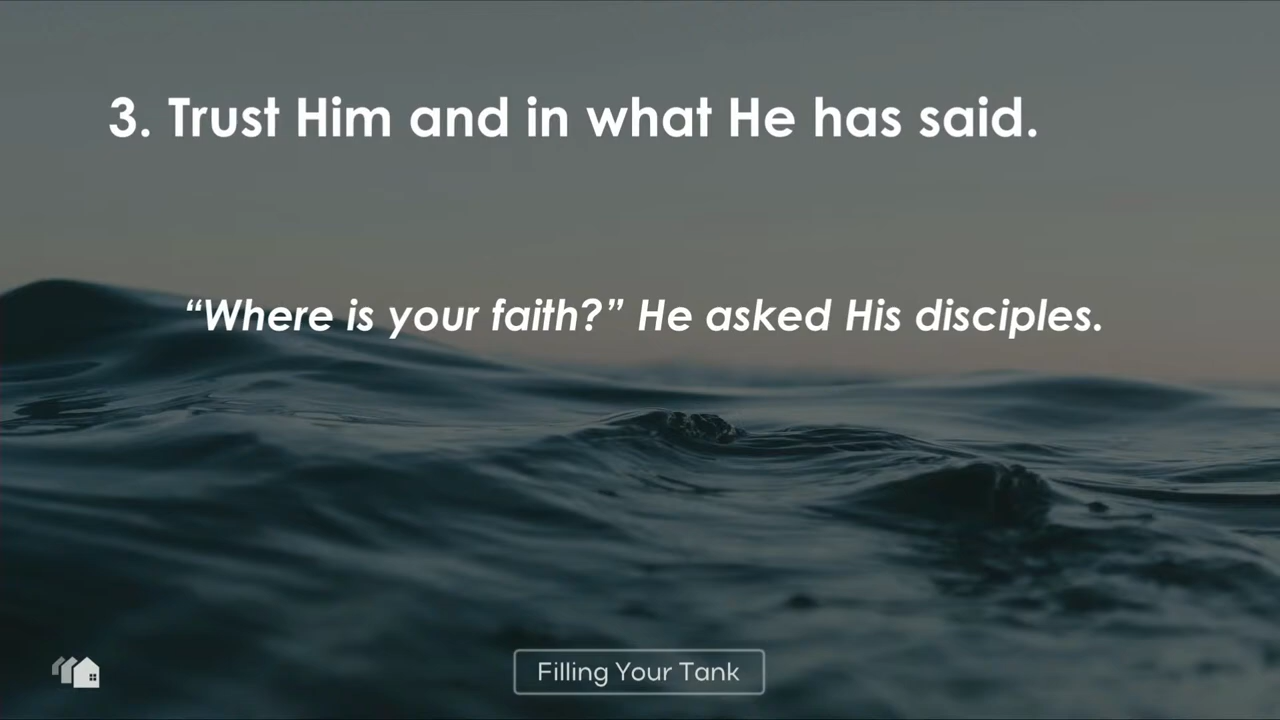 3. Trust Him and in what He has said.
“Where is your faith?” He asked His disciples.
Filling Your Tank